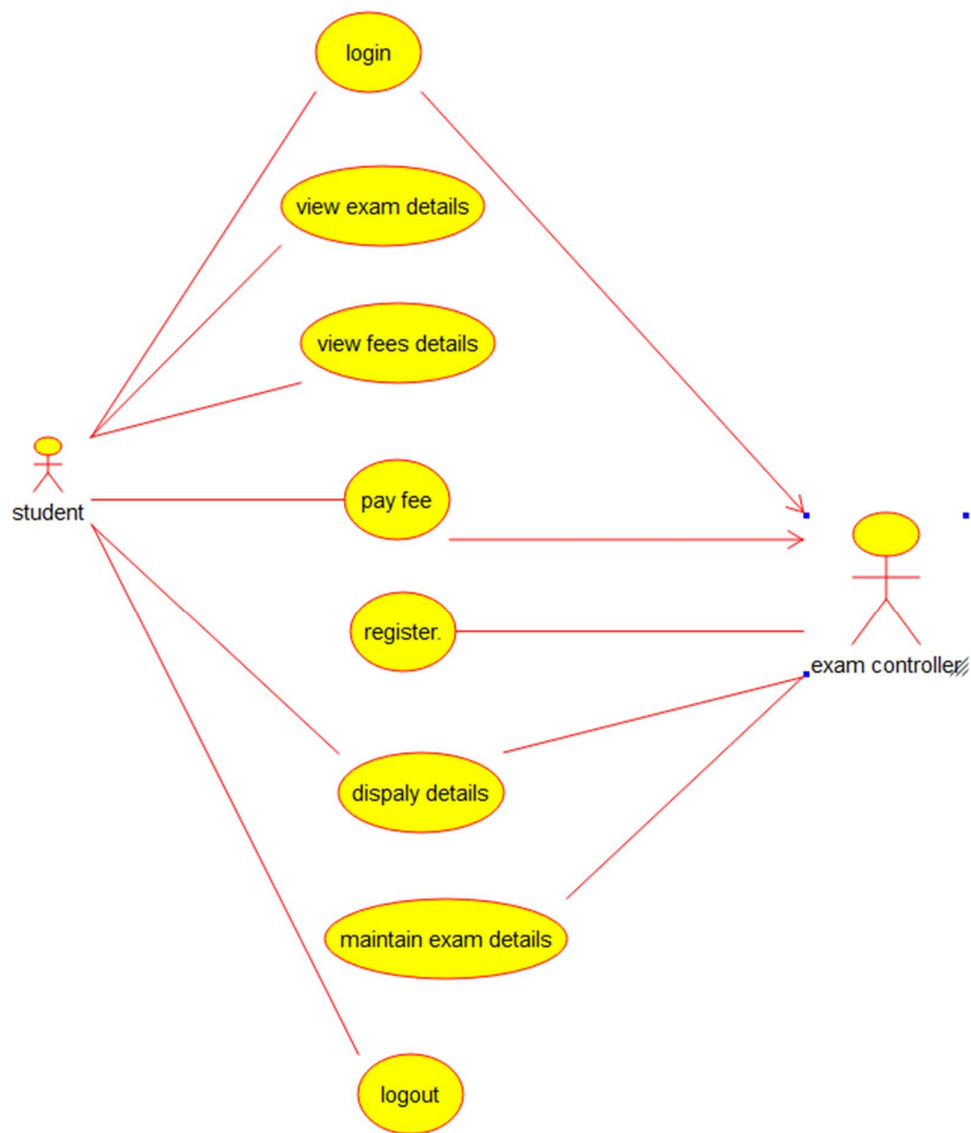 login
view exam details
view fees details
pay fee
student
register.
exam controller
dispaly details
maintain exam details
logout